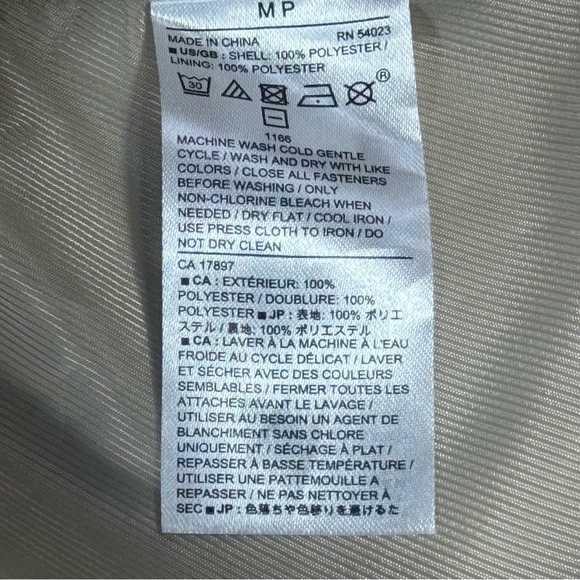 M P
MADE IN CHINA RN 54023
■ US/GB : SHELL: 100% POLYESTER /
LINING: 100% POLYESTER
30
®
1166
MACHINE WASH COLD GENTLE
CYCLE / WASH AND DRY WITH LIKE
COLORS / CLOSE ALL FASTENERS
BEFORE WASHING / ONLY
NON-CHLORINE BLEACH WHEN
NEEDED / DRY FLAT / COOL IRON /
USE PRESS CLOTH TO IRON / DO
NOT DRY CLEAN
CA 17897
■ CA : EXTÉRIEUR: 100%
POLYESTER / DOUBLURE: 100%
POLYESTER ■ JP : 表地: 100% ポリエ
ステル / 裏地: 100% ポリエステル
■ CA : LAVER À LA MACHINE À L'EAU
FROIDE AU CYCLE DÉLICAT / LAVER
ET SÉCHER AVEC DES COULEURS
SEMBLABLES / FERMER TOUTES LES
ATTACHES AVANT LE LAVAGE /
UTILISER AU BESOIN UN AGENT DE
BLANCHIMENT SANS CHLORE
UNIQUEMENT / SÉCHAGE À PLAT /
REPASSER À BASSE TEMPÉRATURE /
UTILISER UNE PATTEMOUILLE À
REPASSER / NE PAS NETTOYER À
SEC ■ JP : 色落ちや色移りを避けるた